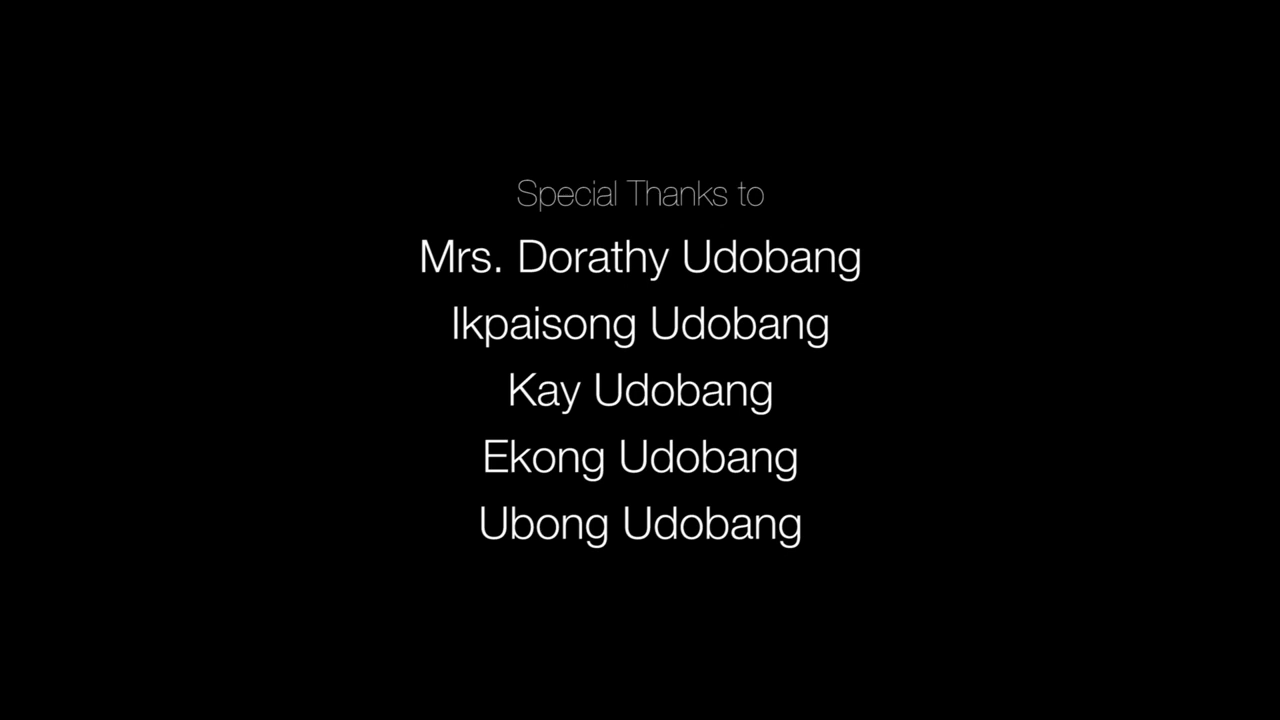 Special Thanks to
Mrs. Dorathy Udobang
Ikpaisong Udobang
Kay Udobang
Ekong Udobang
Ubong Udobang